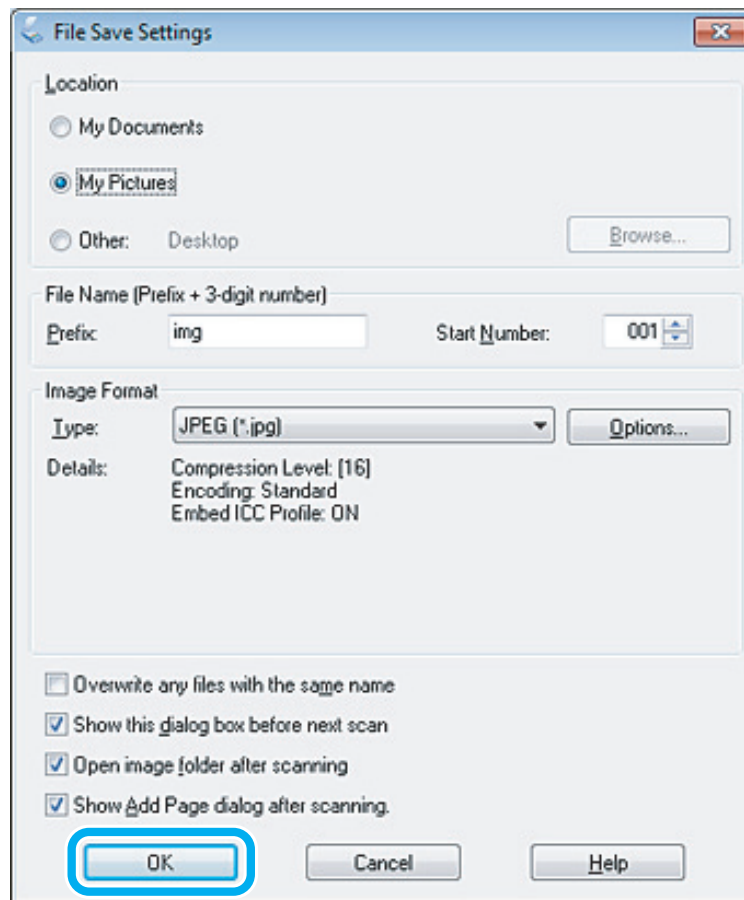 File Save Settings
Location
My Documents
My Pictures
Other: Desktop Browse...
File Name (Prefix + 3-digit number)
Prefix: img Start Number: 001
Image Format
Type: JPEG (*.jpg) Options...
Details: Compression Level: [16]
Encoding: Standard
Embed ICC Profile: ON
Overwrite any files with the same name
Show this dialog box before next scan
Open image folder after scanning
Show Add Page dialog after scanning.
OK Cancel Help